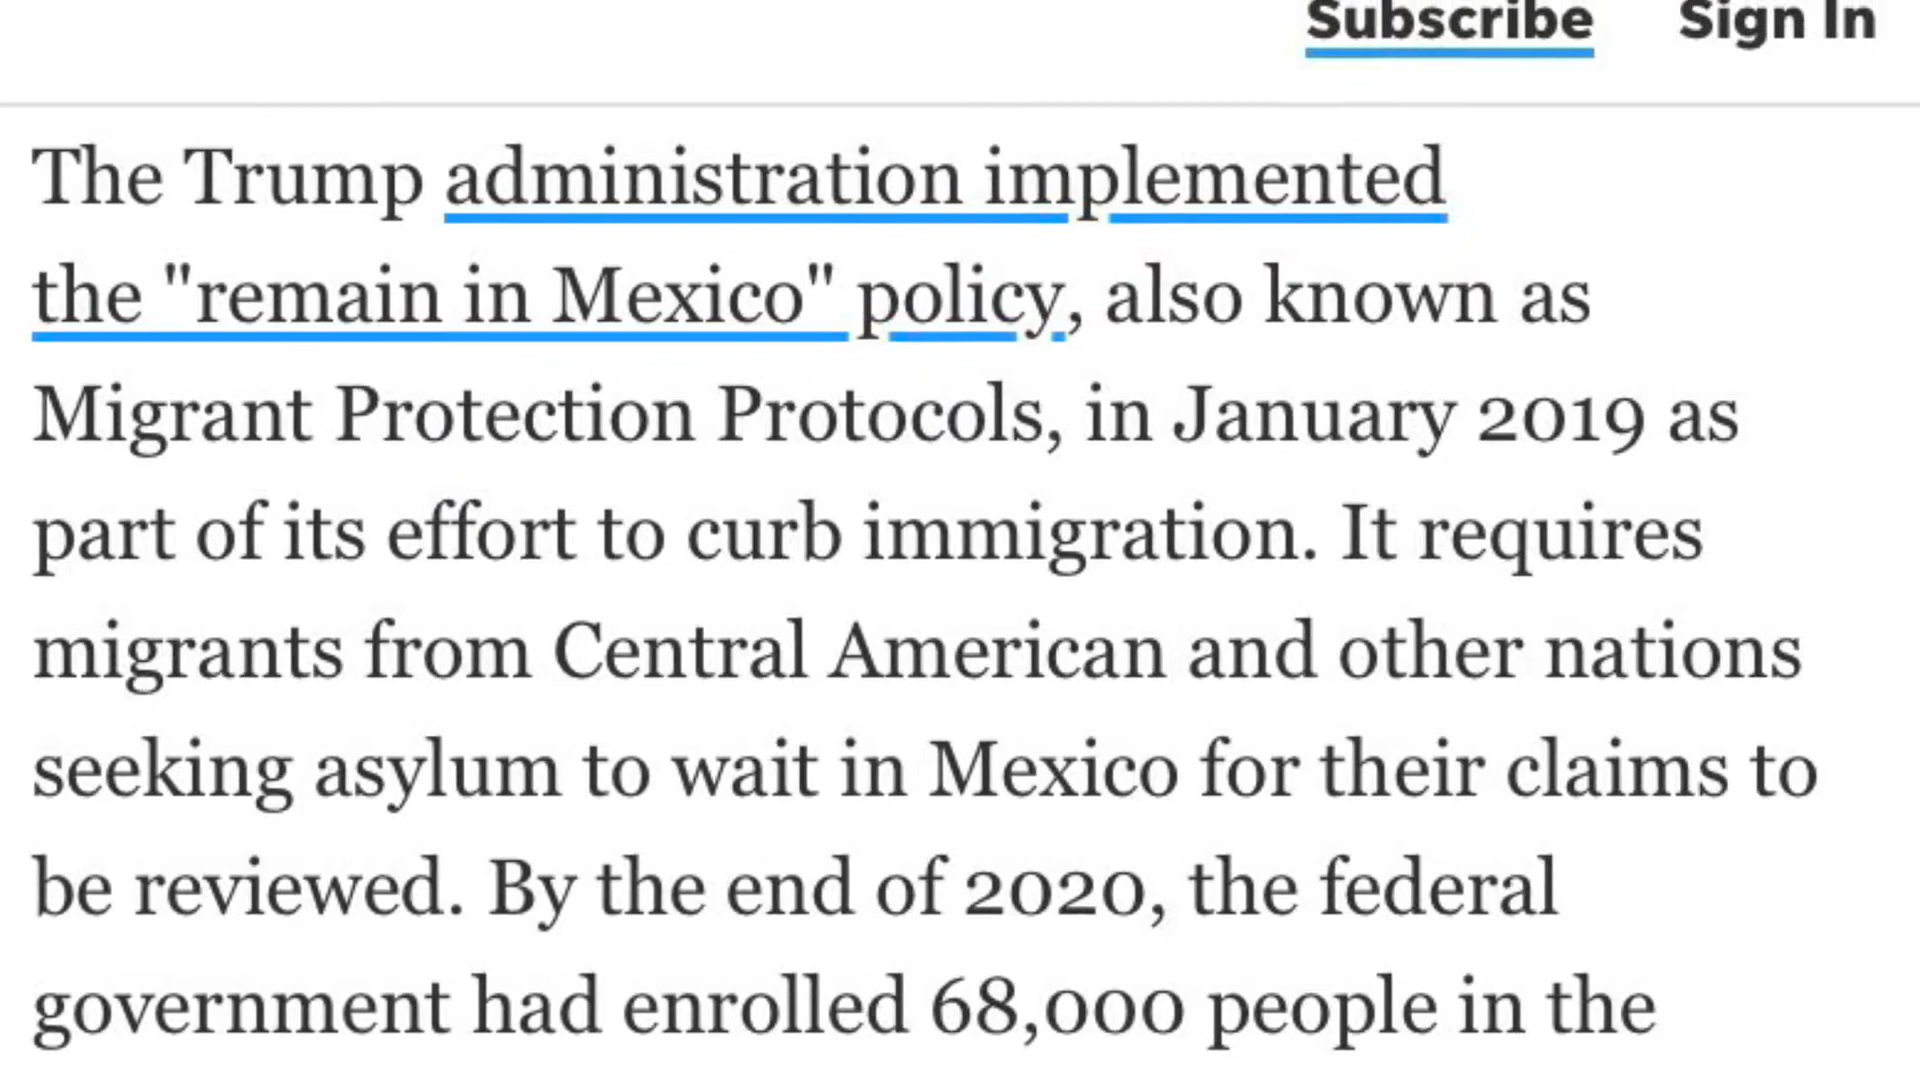 Subscribe Sign In
The Trump administration implemented
the "remain in Mexico" policy, also known as
Migrant Protection Protocols, in January 2019 as
part of its effort to curb immigration. It requires
migrants from Central American and other nations
seeking asylum to wait in Mexico for their claims to
be reviewed. By the end of 2020, the federal
government had enrolled 68,000 people in the